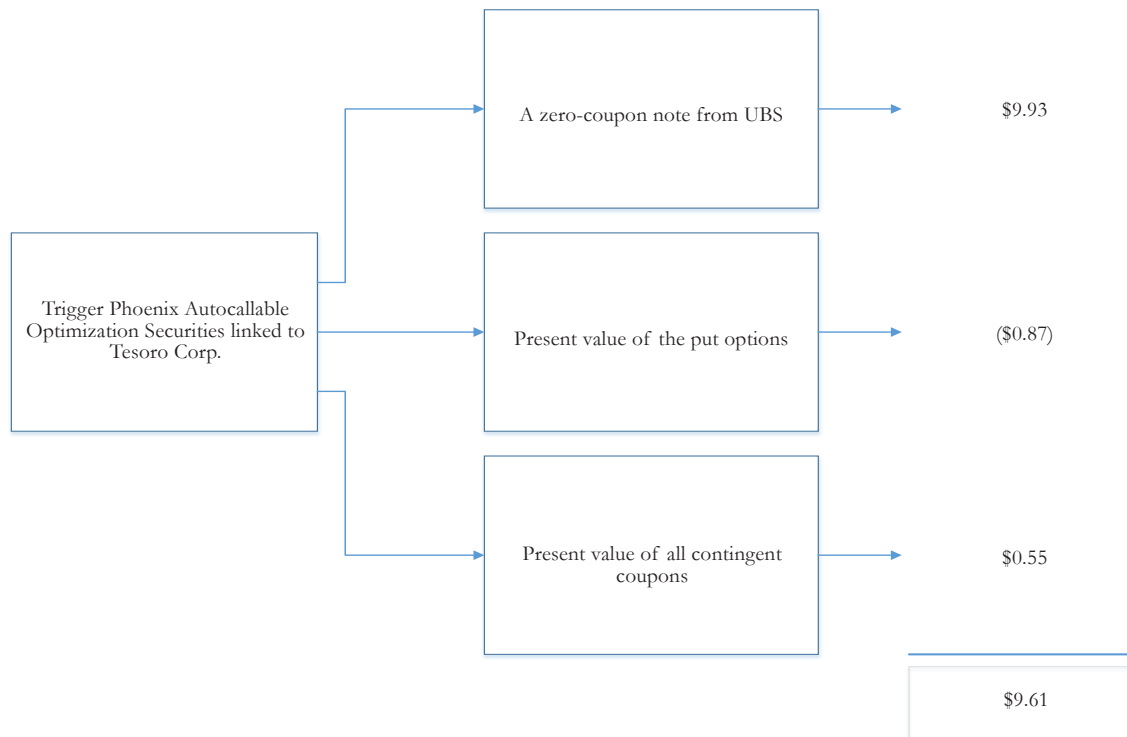 A zero-coupon note from UBS
$9.93
Trigger Phoenix Autocallable
Optimization Securities linked to
Tesoro Corp.
Present value of the put options
($0.87)
Present value of all contingent
coupons
$0.55
$9.61